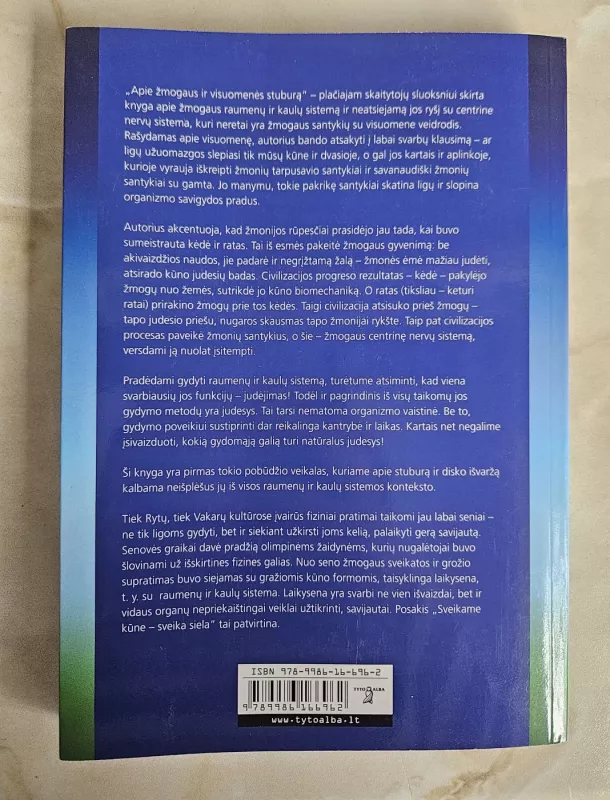 „Apie žmogaus ir visuomenės stuburą“ – plačiajam skaitytojų sluoksniui skirta
knyga apie žmogaus raumenų ir kaulų sistemą ir neatsiejamą jos ryšį su centrine
nervų sistema, kuri neretai yra žmogaus santykių su visuomene veidrodis.
Rašydamas apie visuomenę, autorius bando atsakyti į labai svarbų klausimą – ar
ligų užuomazgos slepiasi tik mūsų kūne ir dvasioje, o gal jos kartais ir aplinkoje,
kurioje vyrauja iškreipti žmonių tarpusavio santykiai ir savanaudiški žmonių
santykiai su gamta. Jo manymu, tokie pakrikę santykiai skatina ligų ir slopina
organizmo savigydos pradus.
Autorius akcentuoja, kad žmonijos rūpesčiai prasidėjo jau tada, kai buvo
sumeistrauta kėdė ir ratas. Tai iš esmės pakeitė žmogaus gyvenimą: be
akivaizdžios naudos, jie padarė ir negrįžtamą žalą – žmonės ėmė mažiau judėti,
atsirado kūno judesių badas. Civilizacijos progreso rezultatas – kėdė – pakylėjo
žmogų nuo žemės, sutrikdė jo kūno biomechaniką. O ratas (tiksliau – keturi
ratai) prirakino žmogų prie tos kėdės. Taigi civilizacija atsisuko prieš žmogų –
tapo judesio priešu, nugaros skausmas tapo žmonijai rykšte. Taip pat civilizacijos
procesas paveikė žmonių santykius, o šie – žmogaus centrinę nervų sistemą,
versdami ją nuolat įsitempti.
Pradėdami gydyti raumenų ir kaulų sistemą, turėtume atsiminti, kad viena
svarbiausių jos funkcijų – judėjimas! Todėl ir pagrindinis iš visų taikomų jos
gydymo metodų yra judesys. Tai tarsi nematoma organizmo vaistinė. Be to,
gydymo poveikiui sustiprinti dar reikalinga kantrybė ir laikas. Kartais net negalime
įsivaizduoti, kokią gydomąją galią turi natūralus judesys!
Ši knyga yra pirmas tokio pobūdžio veikalas, kuriame apie stuburą ir disko išvaržą
kalbama neišplėšus jų iš visos raumenų ir kaulų sistemos konteksto.
Tiek Rytų, tiek Vakarų kultūrose įvairūs fiziniai pratimai taikomi jau labai seniai –
ne tik ligoms gydyti, bet ir siekiant užkirsti joms kelią, palaikyti gerą savijautą.
Senovės graikai davė pradžią olimpinėms žaidynėms, kurių nugalėtojai buvo
šlovinami už išskirtines fizines galias. Nuo seno žmogaus sveikatos ir grožio
supratimas buvo siejamas su gražiomis kūno formomis, taisyklinga laikysena,
t. y. su raumenų ir kaulų sistema. Laikysena yra svarbi ne vien išvaizdai, bet ir
vidaus organų nepriekaištingai veiklai užtikrinti, savijautai. Posakis „Sveikame
kūne – sveika siela“ tai patvirtina.
ISBN 978-9986-16-696-2
TYTO ALBA
9 789986 166962
www.tytoalba.lt